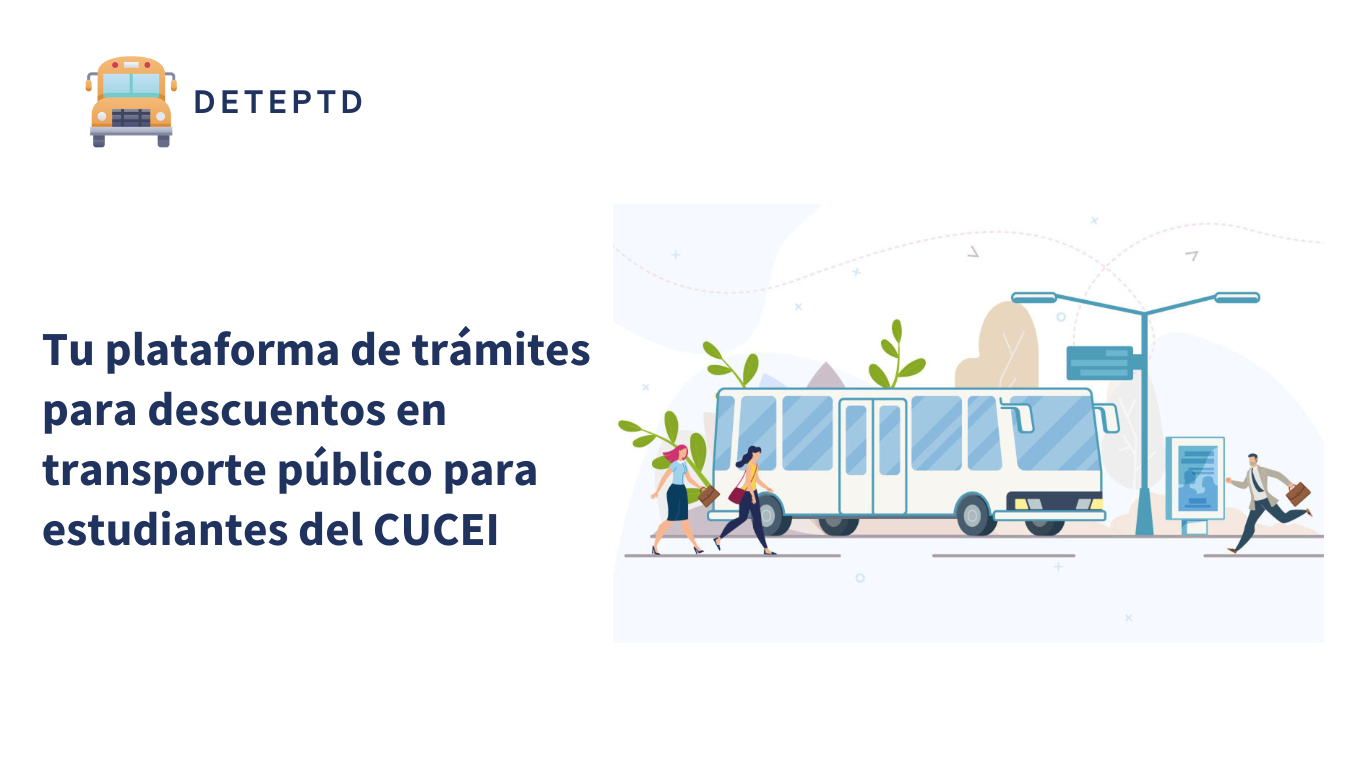 DETEPTD
Tu plataforma de trámites
para descuentos en
transporte público para
estudiantes del CUCEI